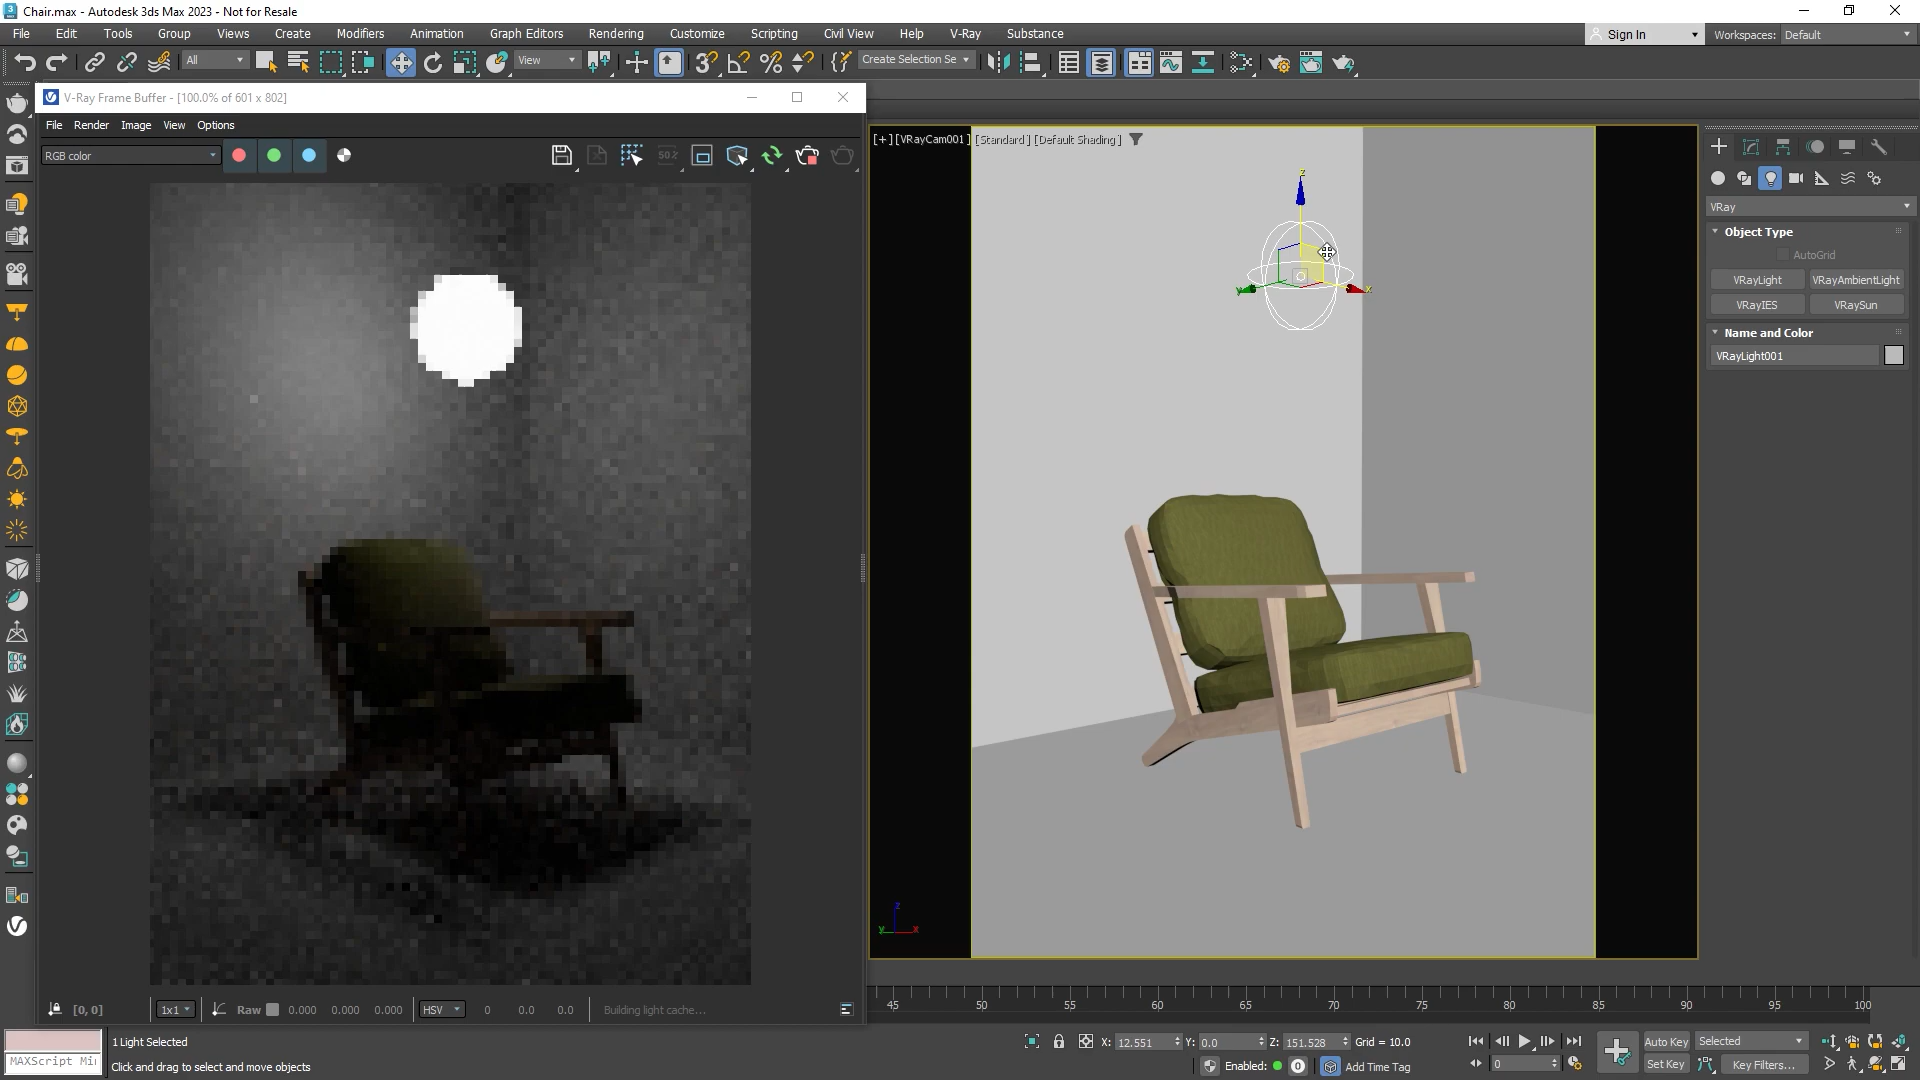 Chair.max - Autodesk 3ds Max 2023 - Not for Resale
File Edit Tools Group Views Create Modifiers Animation Graph Editors Rendering Customize Scripting Civil View Help V-Ray Substance Sign In Workspaces: Default
All View Create Selection Se
V-Ray Frame Buffer - [100.0% of 601 x 802]
File Render Image View Options
RGB color
50%
[+] [VRayCam001] [Standard] [Default Shading]
VRay
Object Type
AutoGrid
VRayLight VRayAmbientLight
VRayIES VRaySun
Name and Color
VRayLight001
z
y x
z
y x
[0, 0] 1x1 Raw 0.000 0.000 0.000 HSV 0 0.0 0.0 Building light cache...
45 50 55 60 65 70 75 80 85 90 95 100
1 Light Selected
X: 12.551 Y: 0.0 Z: 151.528 Grid = 10.0
Auto Key Selected
MAXScript Mi
Click and drag to select and move objects
Enabled: 0 Add Time Tag
0
Set Key Key Filters...